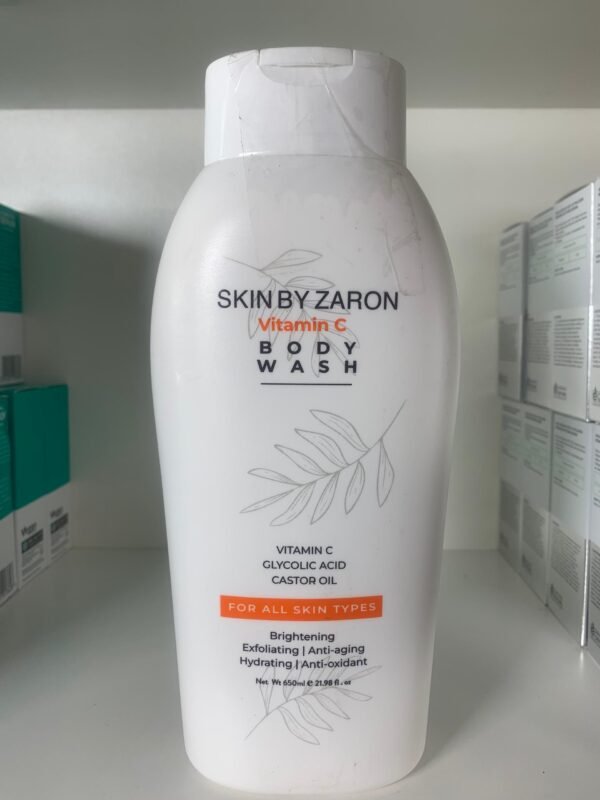 SKIN BY ZARON
Vitamin C
BODY
WASH
VITAMIN C
GLYCOLIC ACID
CASTOR OIL
FOR ALL SKIN TYPES
Brightening
Exfoliating | Anti-aging
Hydrating | Anti-oxidant
Net Wt 650ml ℮ 21.98 fl. oz